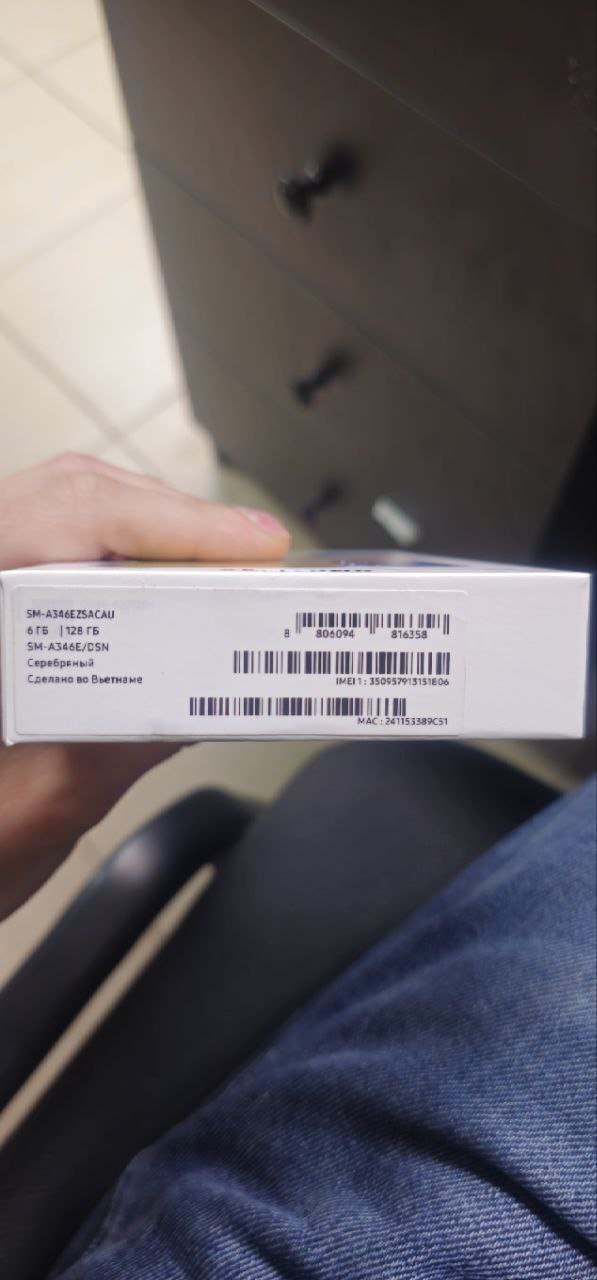 SM-A346EZSACAU
6 ГБ | 128 ГБ
SM-A346E/DSN
Серебряный
Сделано во Вьетнаме
8 806094 816358
IMEI 1 : 350957913151806
MAC : 241153389C51